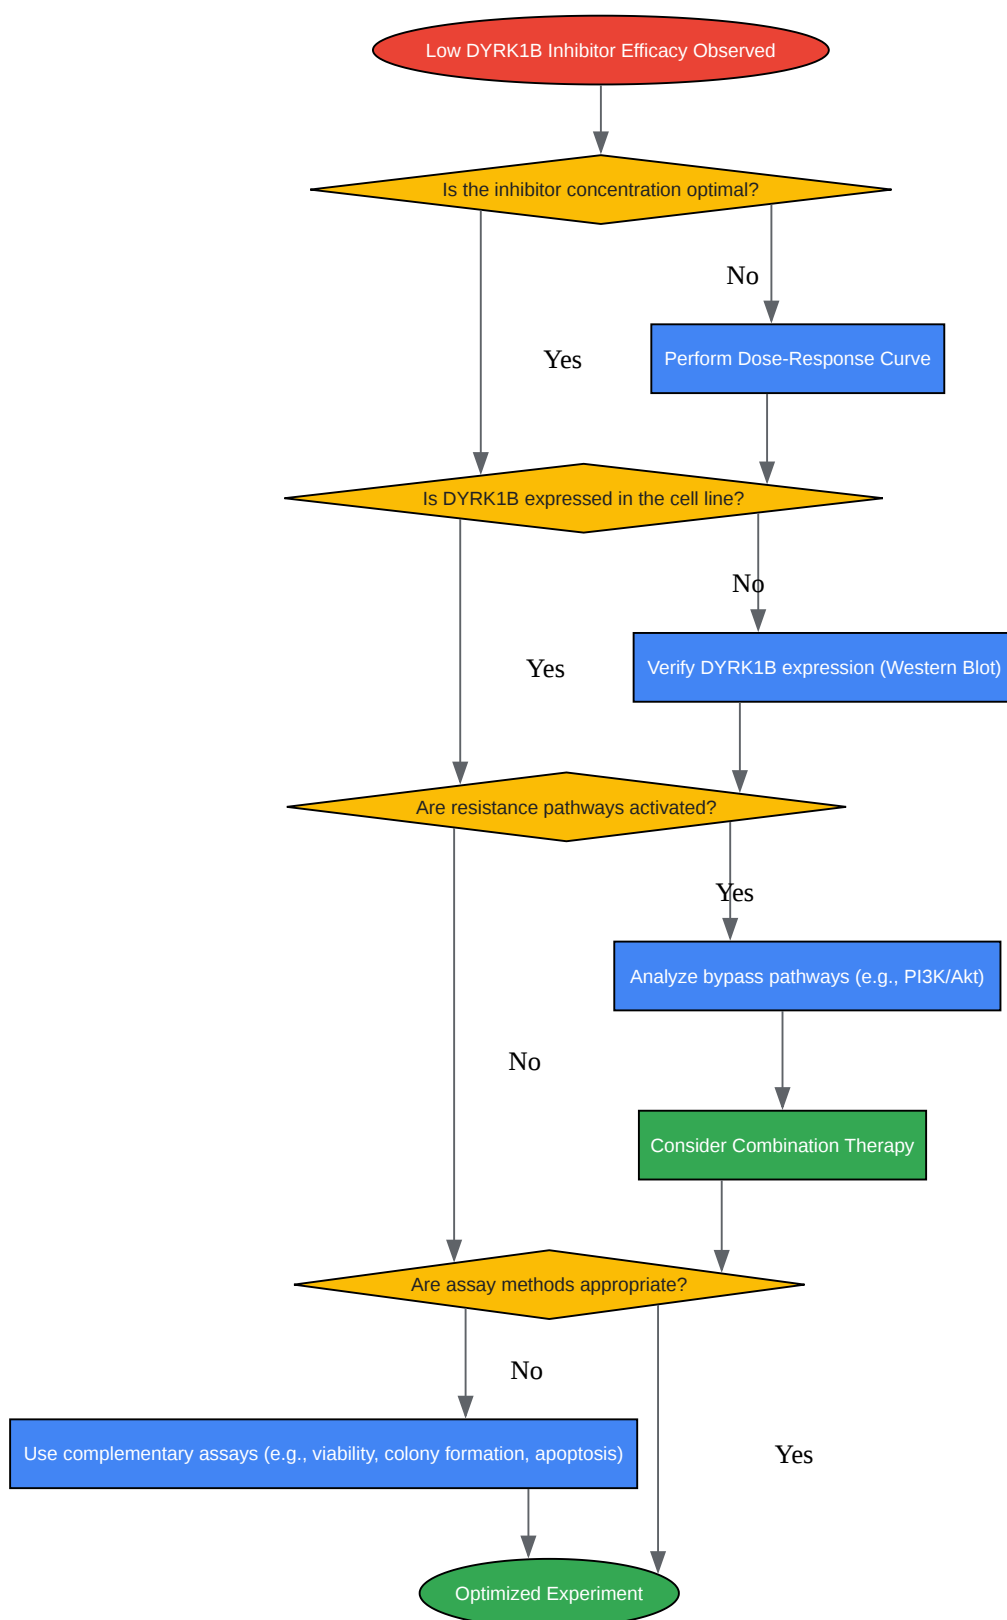 Low DYRK1B Inhibitor Efficacy Observed
Is the inhibitor concentration optimal?
No
Yes
Perform Dose-Response Curve
Is DYRK1B expressed in the cell line?
No
Yes
Verify DYRK1B expression (Western Blot)
Are resistance pathways activated?
Yes
Analyze bypass pathways (e.g., PI3K/Akt)
No
Consider Combination Therapy
Are assay methods appropriate?
No
Use complementary assays (e.g., viability, colony formation, apoptosis)
Yes
Optimized Experiment